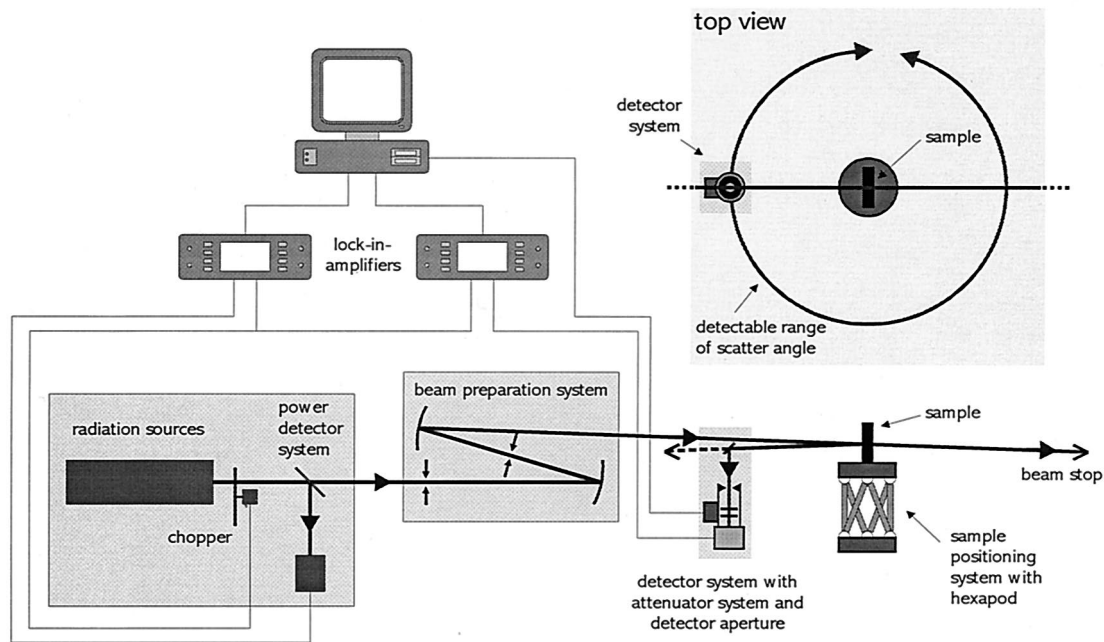 top view
detector
system
sample
lock-in-
amplifiers
detectable range
of scatter angle
beam preparation system
radiation sources
power
detector
system
sample
chopper
beam stop
sample
positioning
system with
hexapod
detector system with
attenuator system and
detector aperture